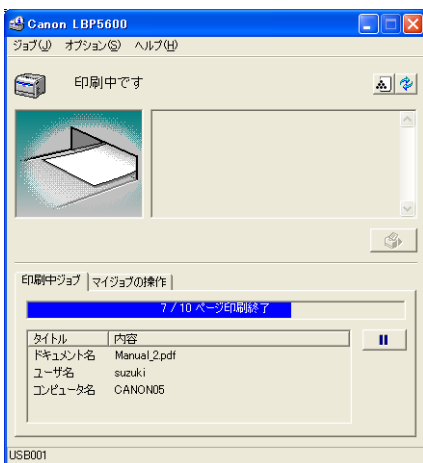 Canon LBP5600
ジョブ(J) オプション(S) ヘルプ(H)
印刷中です
印刷中ジョブ マイジョブの操作
7 / 10 ページ印刷終了
タイトル 内容
ドキュメント名 Manual_2.pdf
ユーザ名 suzuki
コンピュータ名 CANON05
USB001